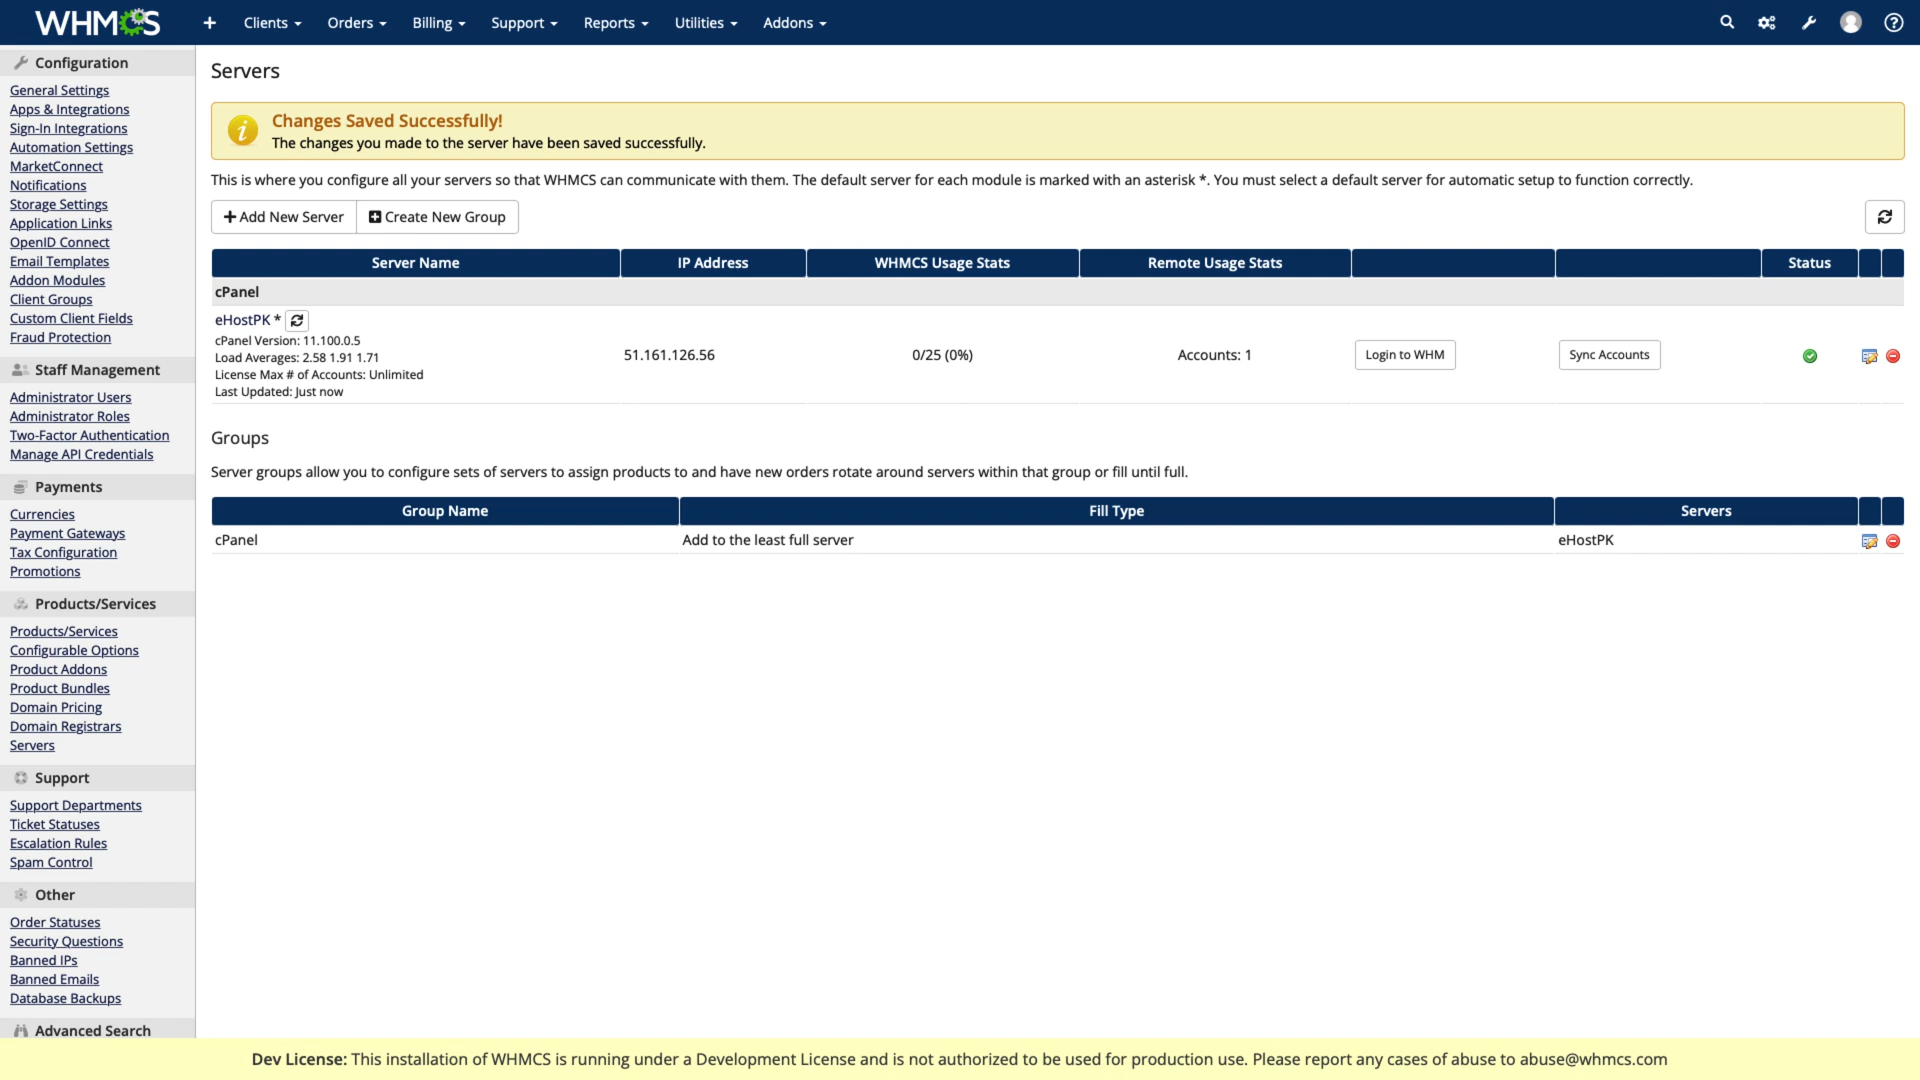 WHMCS
Clients
Orders
Billing
Support
Reports
Utilities
Addons
Configuration
General Settings
Apps & Integrations
Sign-In Integrations
Automation Settings
MarketConnect
Notifications
Storage Settings
Application Links
OpenID Connect
Email Templates
Addon Modules
Client Groups
Custom Client Fields
Fraud Protection
Staff Management
Administrator Users
Administrator Roles
Two-Factor Authentication
Manage API Credentials
Payments
Currencies
Payment Gateways
Tax Configuration
Promotions
Products/Services
Products/Services
Configurable Options
Product Addons
Product Bundles
Domain Pricing
Domain Registrars
Servers
Support
Support Departments
Ticket Statuses
Escalation Rules
Spam Control
Other
Order Statuses
Security Questions
Banned IPs
Banned Emails
Database Backups
Advanced Search
Servers
Changes Saved Successfully!
The changes you made to the server have been saved successfully.
This is where you configure all your servers so that WHMCS can communicate with them. The default server for each module is marked with an asterisk *. You must select a default server for automatic setup to function correctly.
Add New Server
Create New Group
Server Name
IP Address
WHMCS Usage Stats
Remote Usage Stats
Status
cPanel
eHostPK *
cPanel Version: 11.100.0.5
Load Averages: 2.58 1.91 1.71
License Max # of Accounts: Unlimited
Last Updated: Just now
51.161.126.56
0/25 (0%)
Accounts: 1
Login to WHM
Sync Accounts
Groups
Server groups allow you to configure sets of servers to assign products to and have new orders rotate around servers within that group or fill until full.
Group Name
Fill Type
Servers
cPanel
Add to the least full server
eHostPK
Dev License: This installation of WHMCS is running under a Development License and is not authorized to be used for production use. Please report any cases of abuse to abuse@whmcs.com